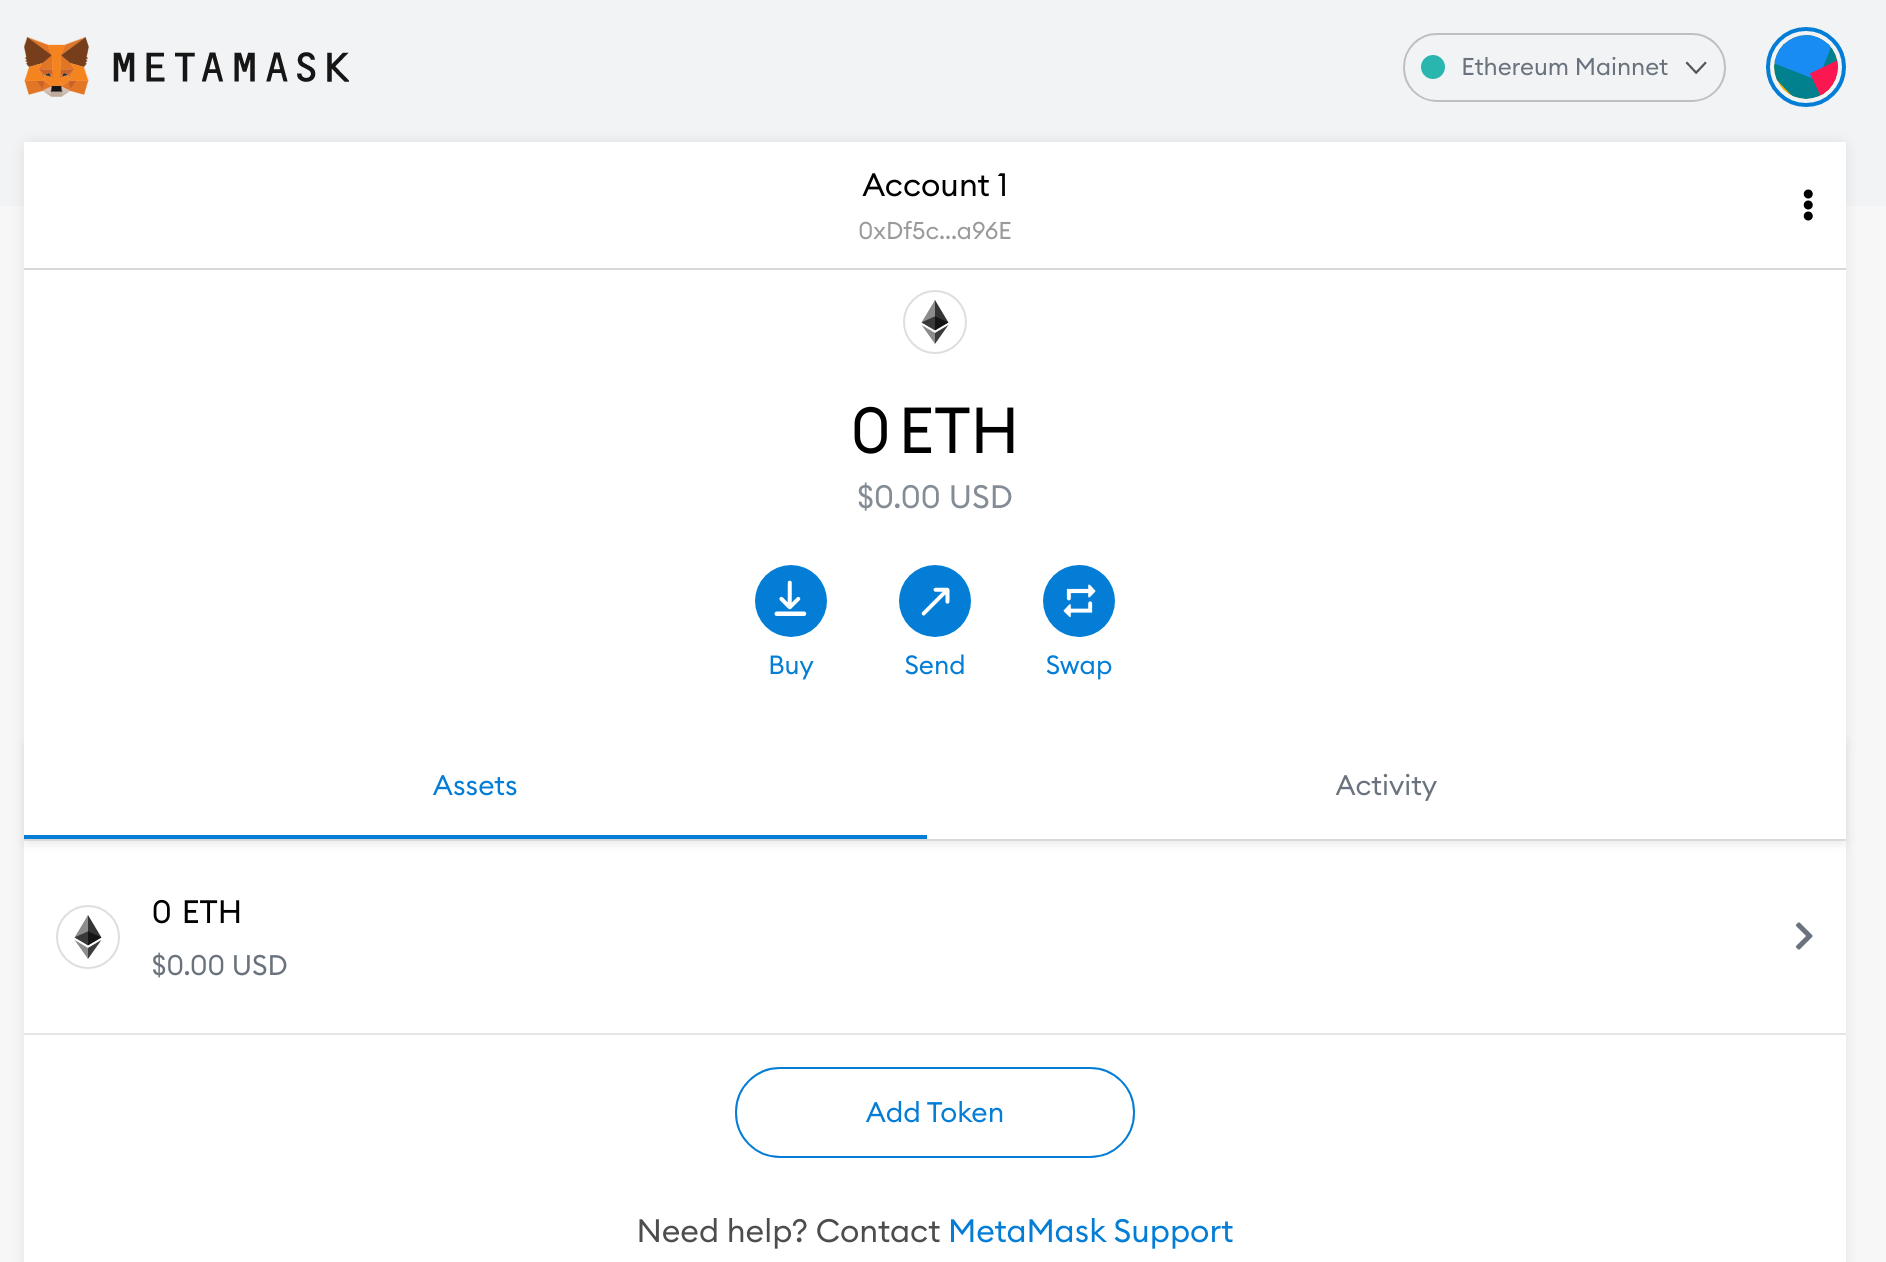 METAMASK
Ethereum Mainnet
Account 1
0xDf5c...a96E
0 ETH
$0.00 USD
Buy
Send
Swap
Assets
Activity
0 ETH
$0.00 USD
Add Token
Need help? Contact MetaMask Support